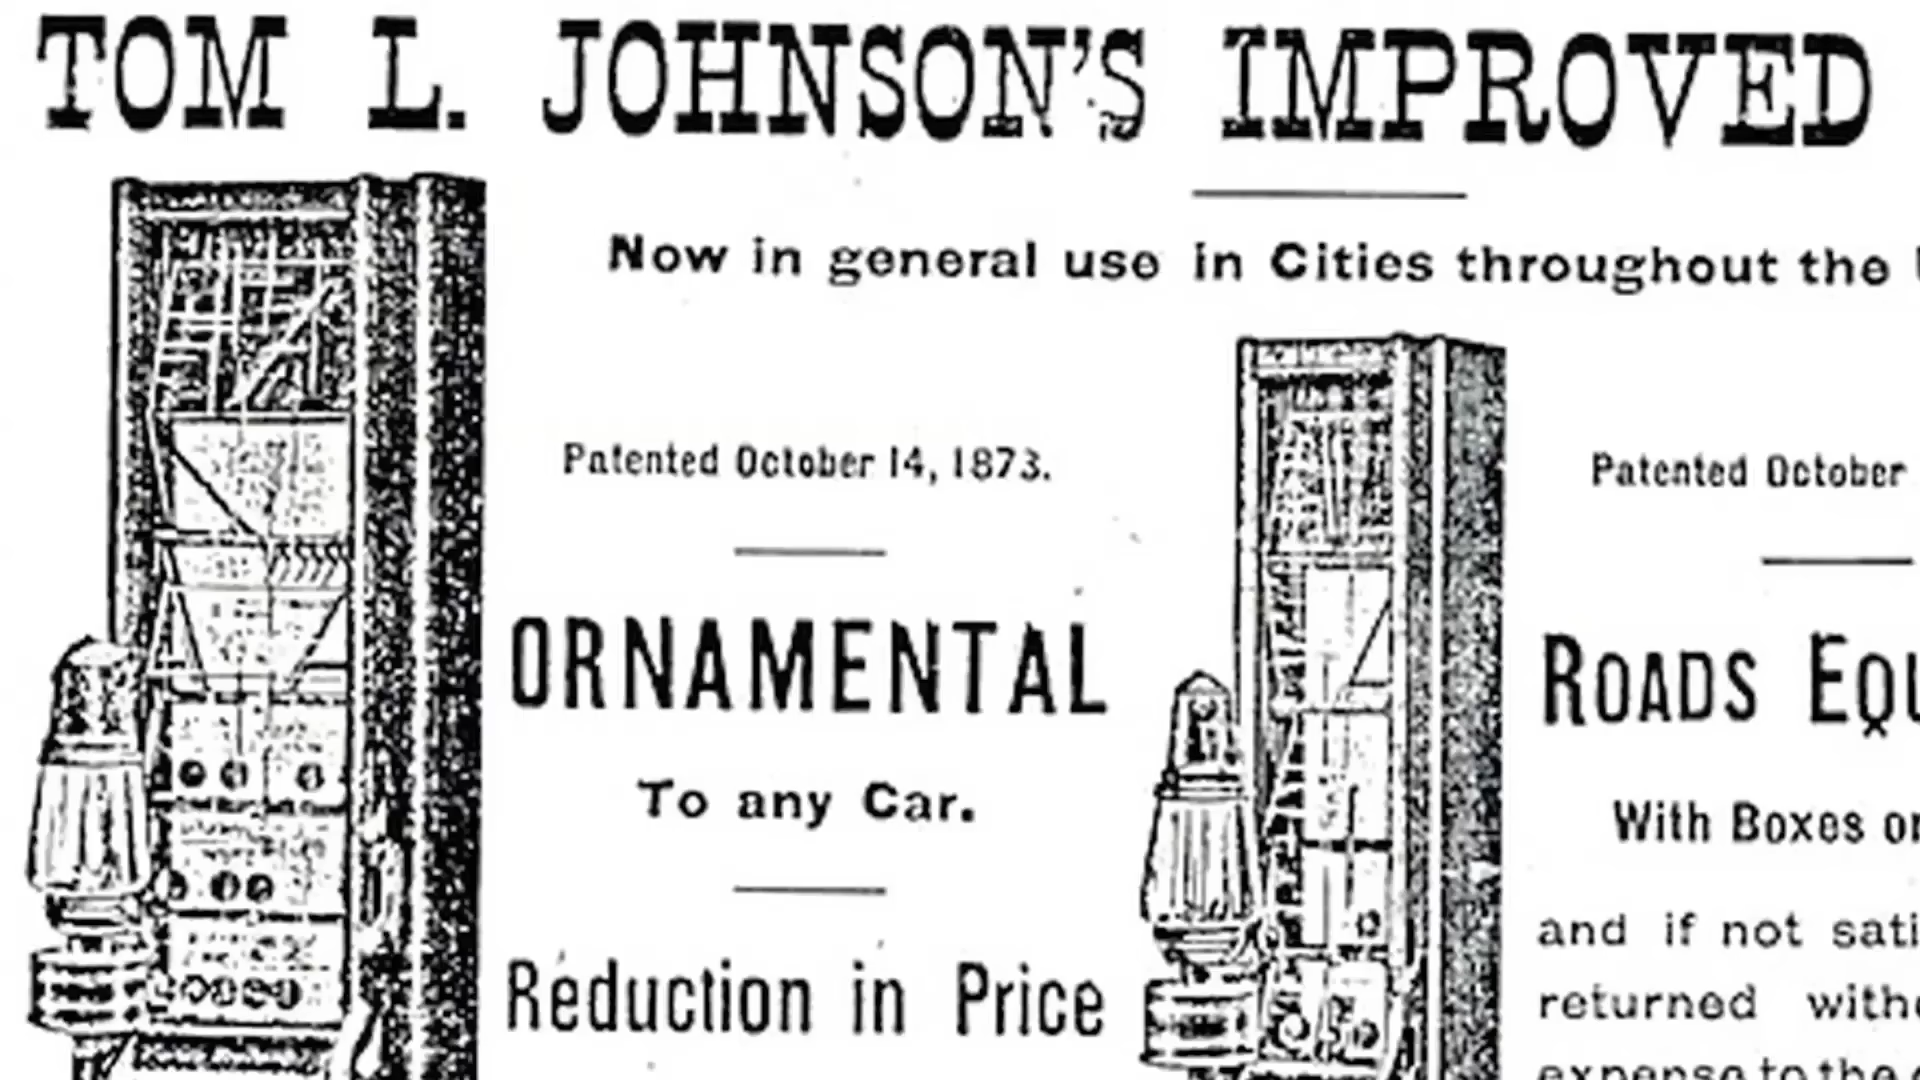 TOM L. JOHNSON'S IMPROVED
Now in general use in Cities throughout the
Patented October 14, 1873.
ORNAMENTAL
To any Car.
Reduction in Price
Patented October
ROADS EQU
With Boxes or
and if not sati
returned witho
expense to the